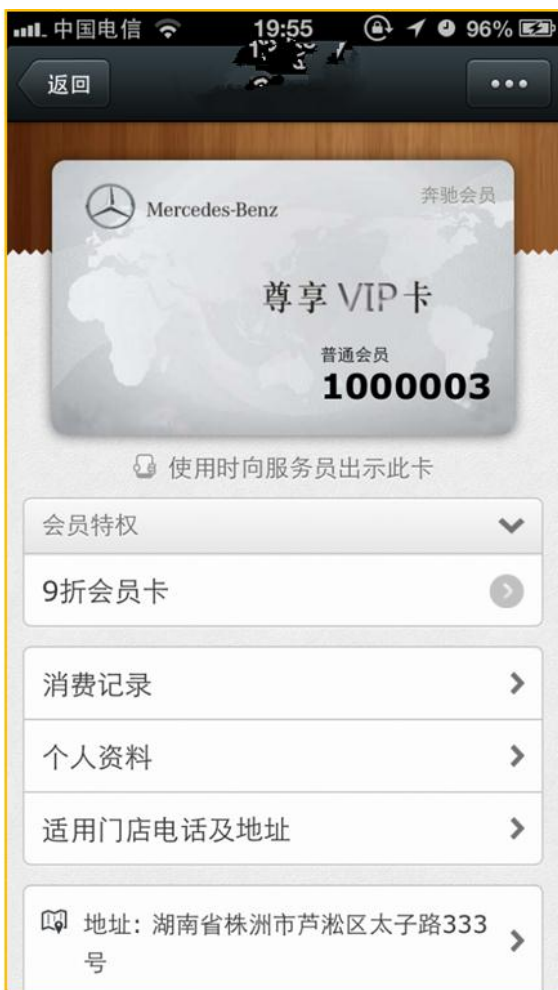 中国电信 19:55 96%
返回
Mercedes-Benz 奔驰会员
尊享 VIP卡
普通会员
1000003
使用时向服务员出示此卡
会员特权
9折会员卡
消费记录
个人资料
适用门店电话及地址
地址: 湖南省株洲市芦淞区太子路333
号